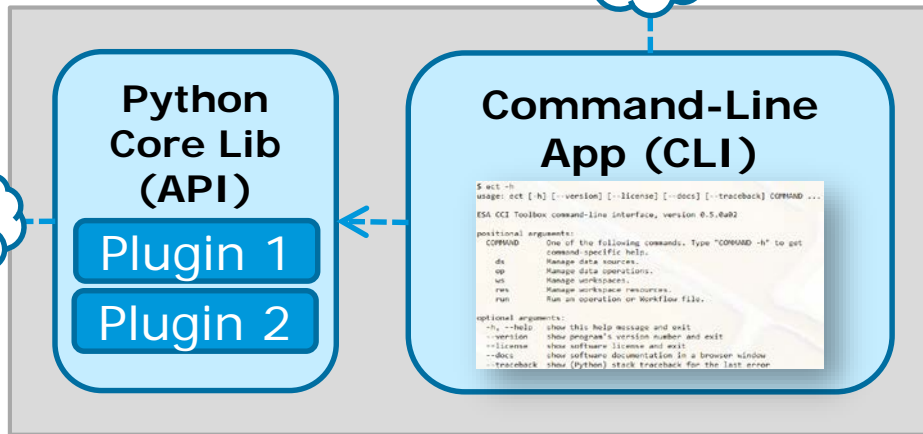 Python
Core Lib
(API)
Plugin 1
Plugin 2
Command-Line
App (CLI)
$ ect -h
usage: ect [-h] [--version] [--license] [--docs] [--traceback] COMMAND ...
ESA CCI Toolbox command-line interface, version 0.5.0a02
positional arguments:
COMMAND One of the following commands. Type "COMMAND -h" to get
command-specific help.
ds Manage data sources.
op Manage data operations.
ws Manage workspaces.
res Manage workspace resources.
run Run an operation or Workflow file.
optional arguments:
-h, --help show this help message and exit
--version show program's version number and exit
--license show software license and exit
--docs show software documentation in a browser window
--traceback show (Python) stack traceback for the last error